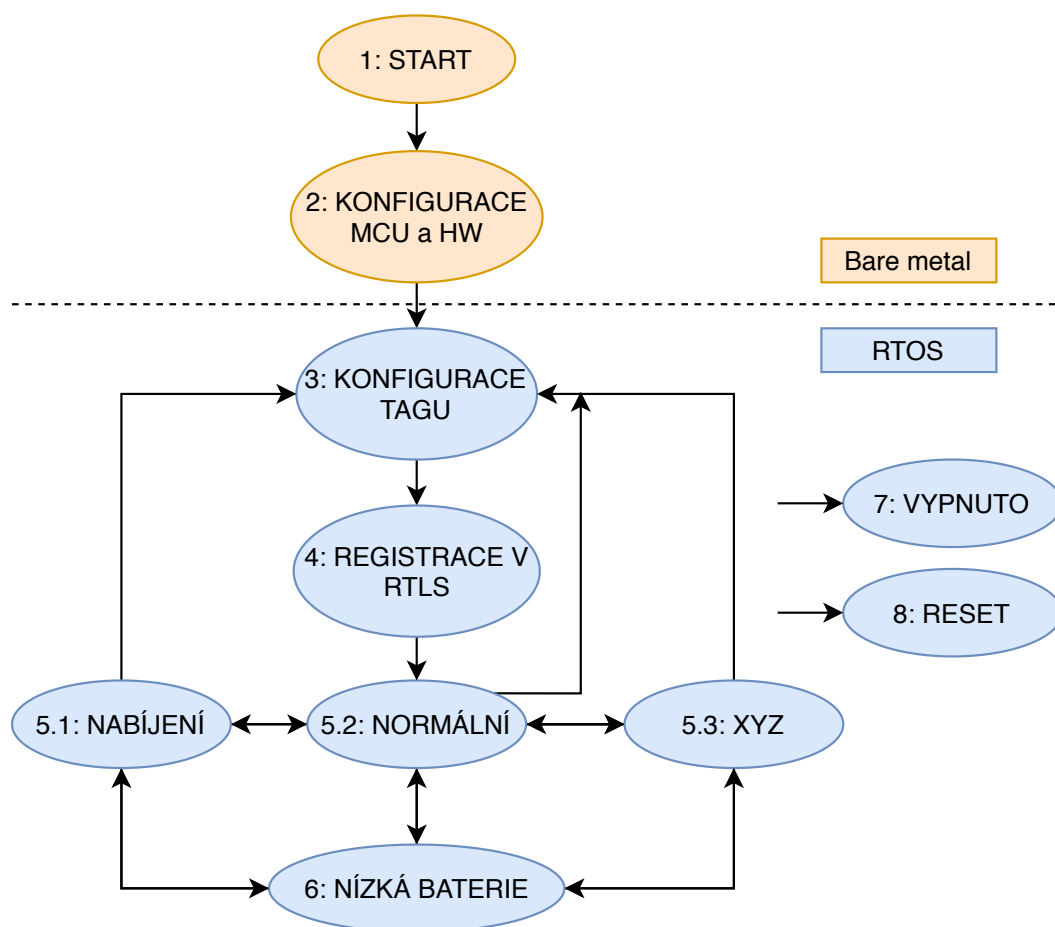 1: START
2: KONFIGURACE
MCU a HW
Bare metal
RTOS
3: KONFIGURACE
TAGU
7: VYPNUTO
4: REGISTRACE V
RTLS
8: RESET
5.1: NABÍJENÍ
5.2: NORMÁLNÍ
5.3: XYZ
6: NÍZKÁ BATERIE